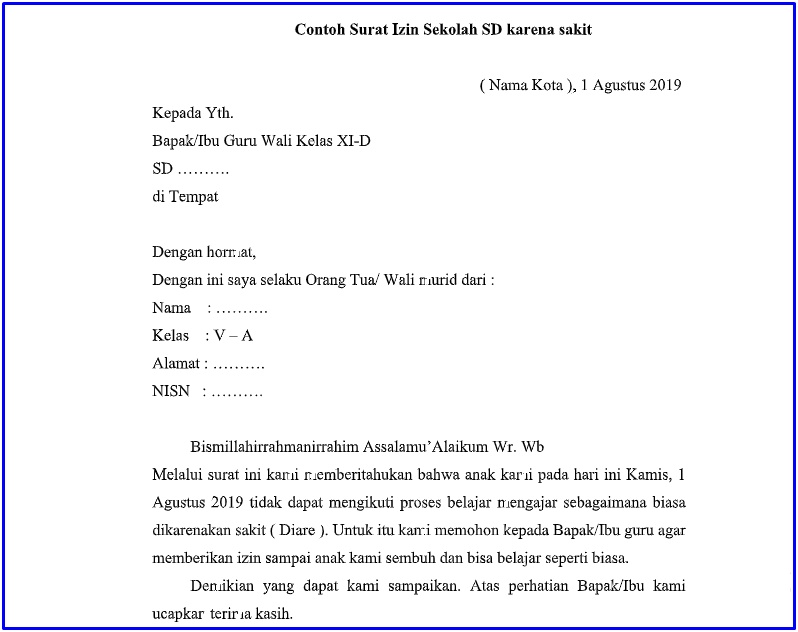 Contoh Surat Izin Sekolah SD karena sakit
( Nama Kota ), 1 Agustus 2019
Kepada Yth.
Bapak/Ibu Guru Wali Kelas XI-D
SD ……….
di Tempat
Dengan hormat,
Dengan ini saya selaku Orang Tua/ Wali murid dari :
Nama : ……….
Kelas : V – A
Alamat : ……….
NISN : ……….
Bismillahirrahmanirrahim Assalamu’Alaikum Wr. Wb
Melalui surat ini kami memberitahukan bahwa anak kami pada hari ini Kamis, 1
Agustus 2019 tidak dapat mengikuti proses belajar mengajar sebagaimana biasa
dikarenakan sakit ( Diare ). Untuk itu kami memohon kepada Bapak/Ibu guru agar
memberikan izin sampai anak kami sembuh dan bisa belajar seperti biasa.
Demikian yang dapat kami sampaikan. Atas perhatian Bapak/Ibu kami
ucapkan terima kasih.